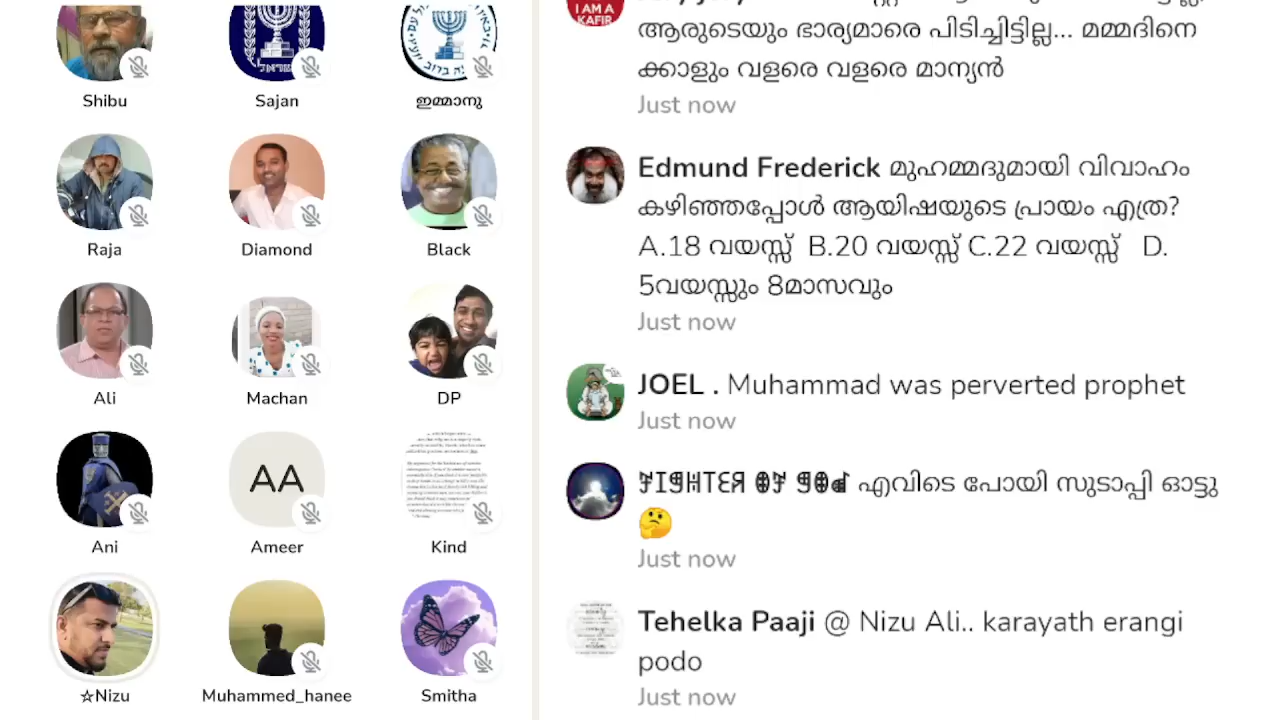 Shibu
Sajan
ഇമ്മാനു
Raja
Diamond
Black
Ali
Machan
DP
Ani
AA
Ameer
Kind
☆Nizu
Muhammed_hanee
Smitha
I AM A
KAFIR
ആരുടെയും ഭാര്യമാരെ പിടിച്ചിട്ടില്ല... മമ്മദിനെ
ക്കാളും വളരെ വളരെ മാന്യൻ
Just now
Edmund Frederick മുഹമ്മദുമായി വിവാഹം
കഴിഞ്ഞപ്പോൾ ആയിഷയുടെ പ്രായം എത്ര?
A.18 വയസ്സ് B.20 വയസ്സ് C.22 വയസ്സ് D.
5വയസ്സും 8മാസവും
Just now
JOEL . Muhammad was perverted prophet
Just now
FIGHTER OF GOD എവിടെ പോയി സുടാപ്പി ഓട്ടു
🤔
Just now
Tehelka Paaji @ Nizu Ali.. karayath erangi
podo
Just now